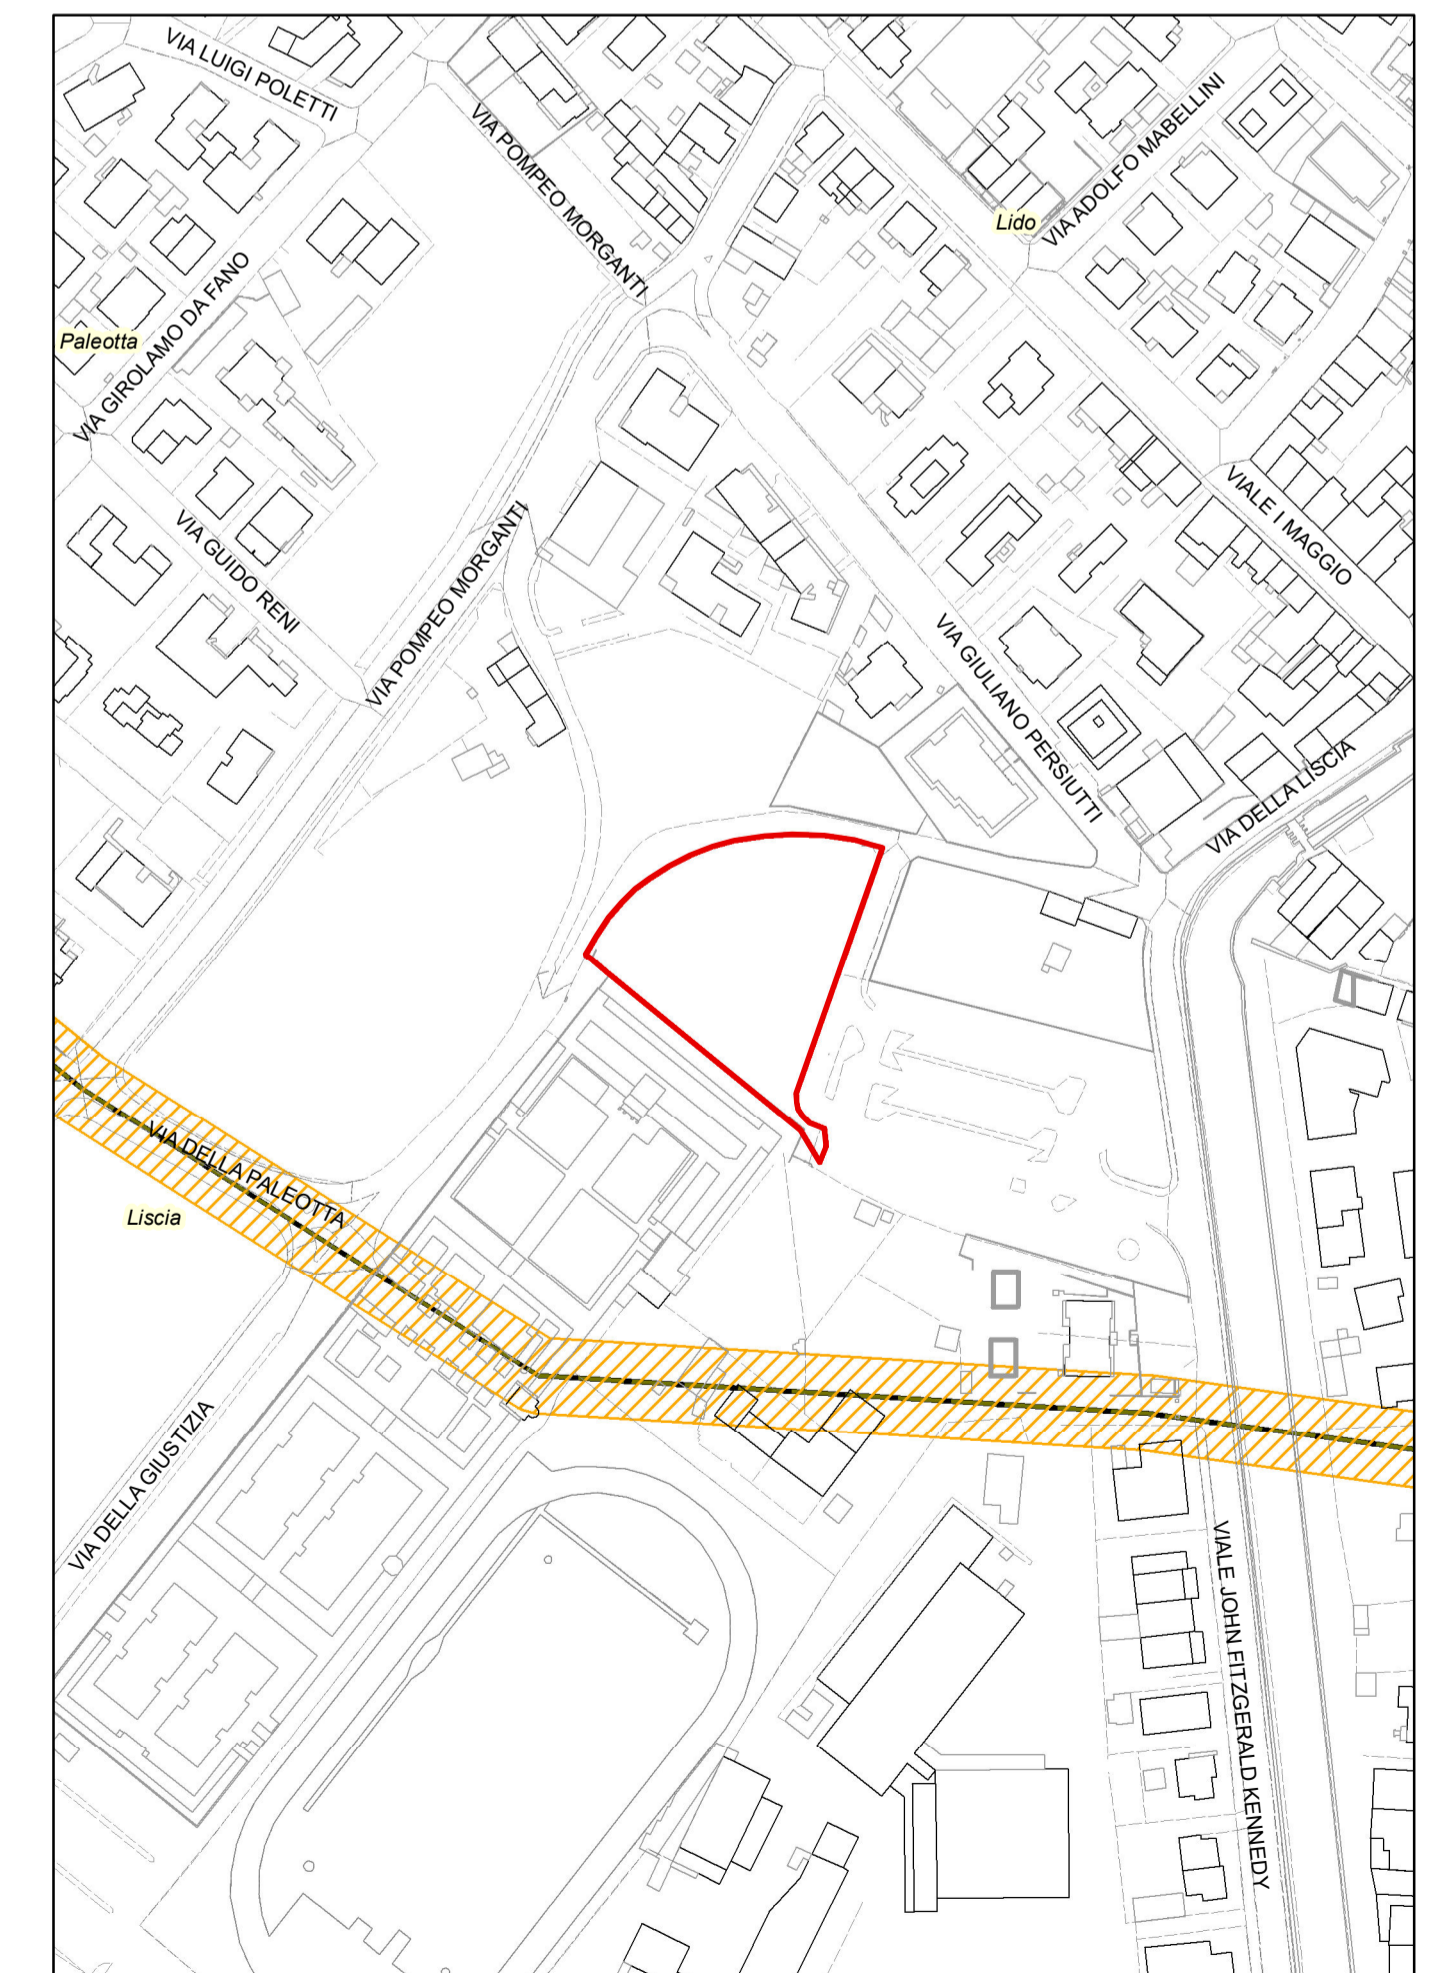 VIA LUIGI POLETTI
VIA POMPEO MORGANTI
VIA ADOLFO MABELLINI
Lido
VIA GIROLAMO DA FANO
Paleotta
VIALE I MAGGIO
VIA GUIDO RENI
VIA POMPEO MORGANTI
VIA GIULIANO PERSIUTTI
VIA DELLA LISCIA
VIA DELLA PALEOTTA
Liscia
VIA DELLA GIUSTIZIA
VIALE JOHN FITZGERALD KENNEDY